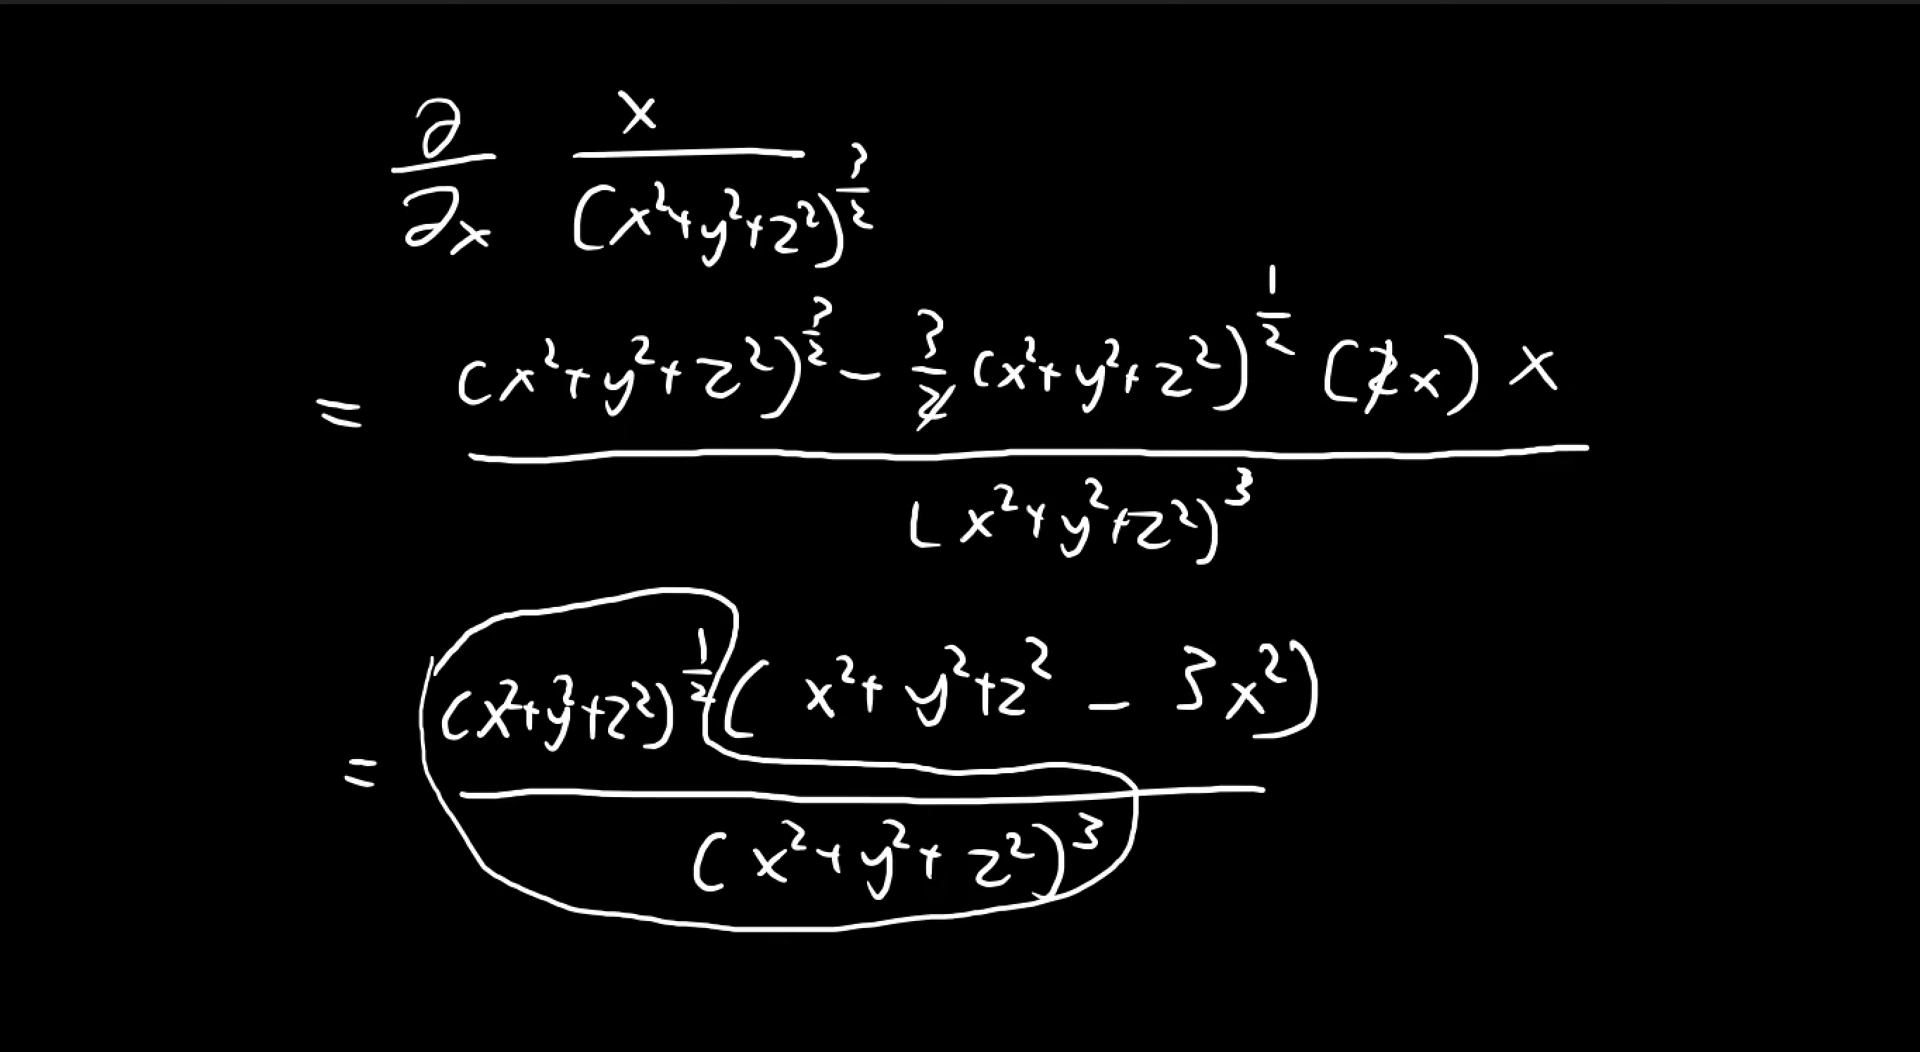 ∂/∂x x/(x²+y²+z²)^(3/2)
= ((x²+y²+z²)^(3/2) - 3/2 (x²+y²+z²)^(1/2) (2x) x)/(x²+y²+z²)^3
= ((x²+y²+z²)^(1/2) (x²+y²+z² - 3x²))/(x²+y²+z²)^3